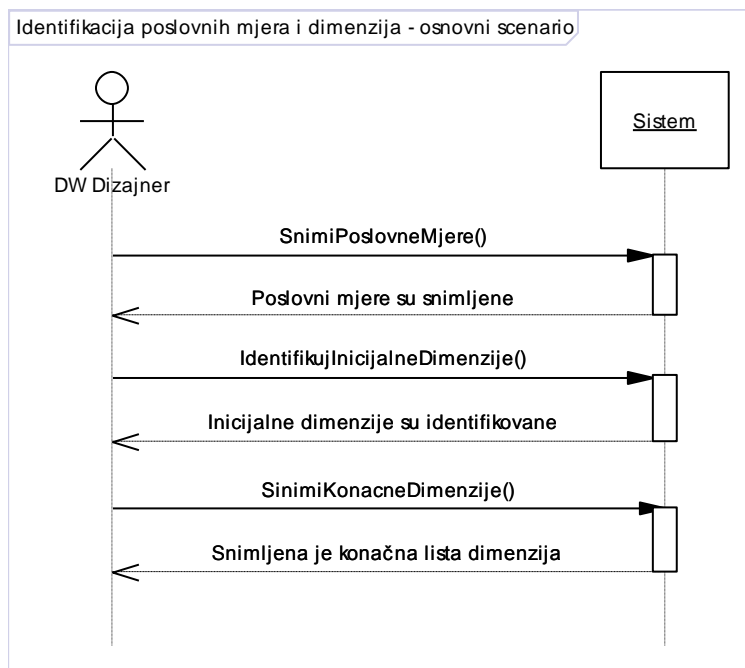 Identifikacija poslovnih mjera i dimenzija - osnovni scenario
Sistem
DW Dizajner
SnimiPoslovneMjere()
Poslovni mjere su snimljene
IdentifikujInicijalneDimenzije()
Inicijalne dimenzije su identifikovane
SinimiKonacneDimenzije()
Snimljena je konačna lista dimenzija